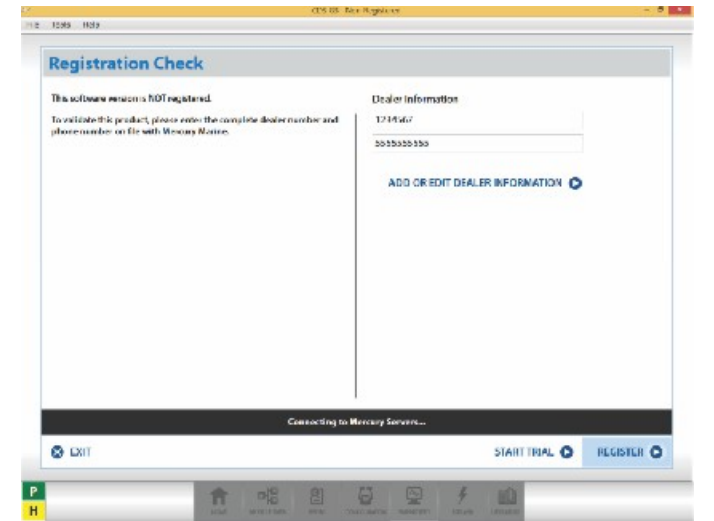 CDS G3 - Not Registered
File Tools Help
Registration Check
This software version is NOT registered.
To validate this product, please enter the complete dealer number and
phone number on file with Mercury Marine.
Dealer Information
1234567
5555555555
ADD OR EDIT DEALER INFORMATION
Connecting to Mercury Servers...
EXIT
START TRIAL
REGISTER
P
H
HOME